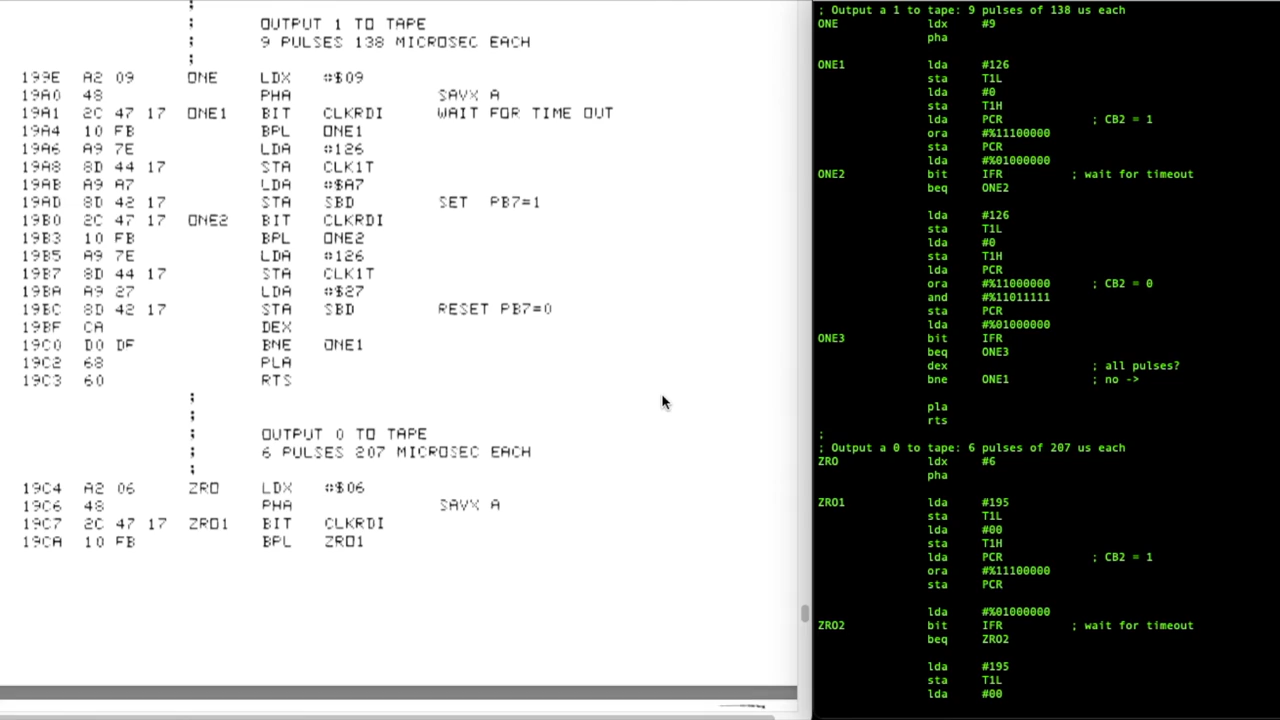 ;
; OUTPUT 1 TO TAPE
; 9 PULSES 138 MICROSEC EACH
;
199E A2 09 ONE LDX #$09
19A0 48 PHA SAVX A
19A1 2C 47 17 ONE1 BIT CLKRDI WAIT FOR TIME OUT
19A4 10 FB BPL ONE1
19A6 A9 7E LDA #126
19A8 8D 44 17 STA CLK1T
19AB A9 A7 LDA #$A7
19AD 8D 42 17 STA SBD SET PB7=1
19B0 2C 47 17 ONE2 BIT CLKRDI
19B3 10 FB BPL ONE2
19B5 A9 7E LDA #126
19B7 8D 44 17 STA CLK1T
19BA A9 27 LDA #$27
19BC 8D 42 17 STA SBD RESET PB7=0
19BF CA DEX
19C0 D0 DF BNE ONE1
19C2 68 PLA
19C3 60 RTS
;
;
; OUTPUT 0 TO TAPE
; 6 PULSES 207 MICROSEC EACH
;
19C4 A2 06 ZRO LDX #$06
19C6 48 PHA SAVX A
19C7 2C 47 17 ZRO1 BIT CLKRDI
19CA 10 FB BPL ZRO1
; Output a 1 to tape: 9 pulses of 138 us each
ONE ldx #9
pha
ONE1 lda #126
sta T1L
lda #0
sta T1H
lda PCR ; CB2 = 1
ora #%11100000
sta PCR
lda #%01000000
ONE2 bit IFR ; wait for timeout
beq ONE2
lda #126
sta T1L
lda #0
sta T1H
lda PCR
ora #%11000000 ; CB2 = 0
and #%11011111
sta PCR
lda #%01000000
ONE3 bit IFR
beq ONE3
dex ; all pulses?
bne ONE1 ; no ->
pla
rts
;
; Output a 0 to tape: 6 pulses of 207 us each
ZRO ldx #6
pha
ZRO1 lda #195
sta T1L
lda #00
sta T1H
lda PCR ; CB2 = 1
ora #%11100000
sta PCR
lda #%01000000
ZRO2 bit IFR ; wait for timeout
beq ZRO2
lda #195
sta T1L
lda #00